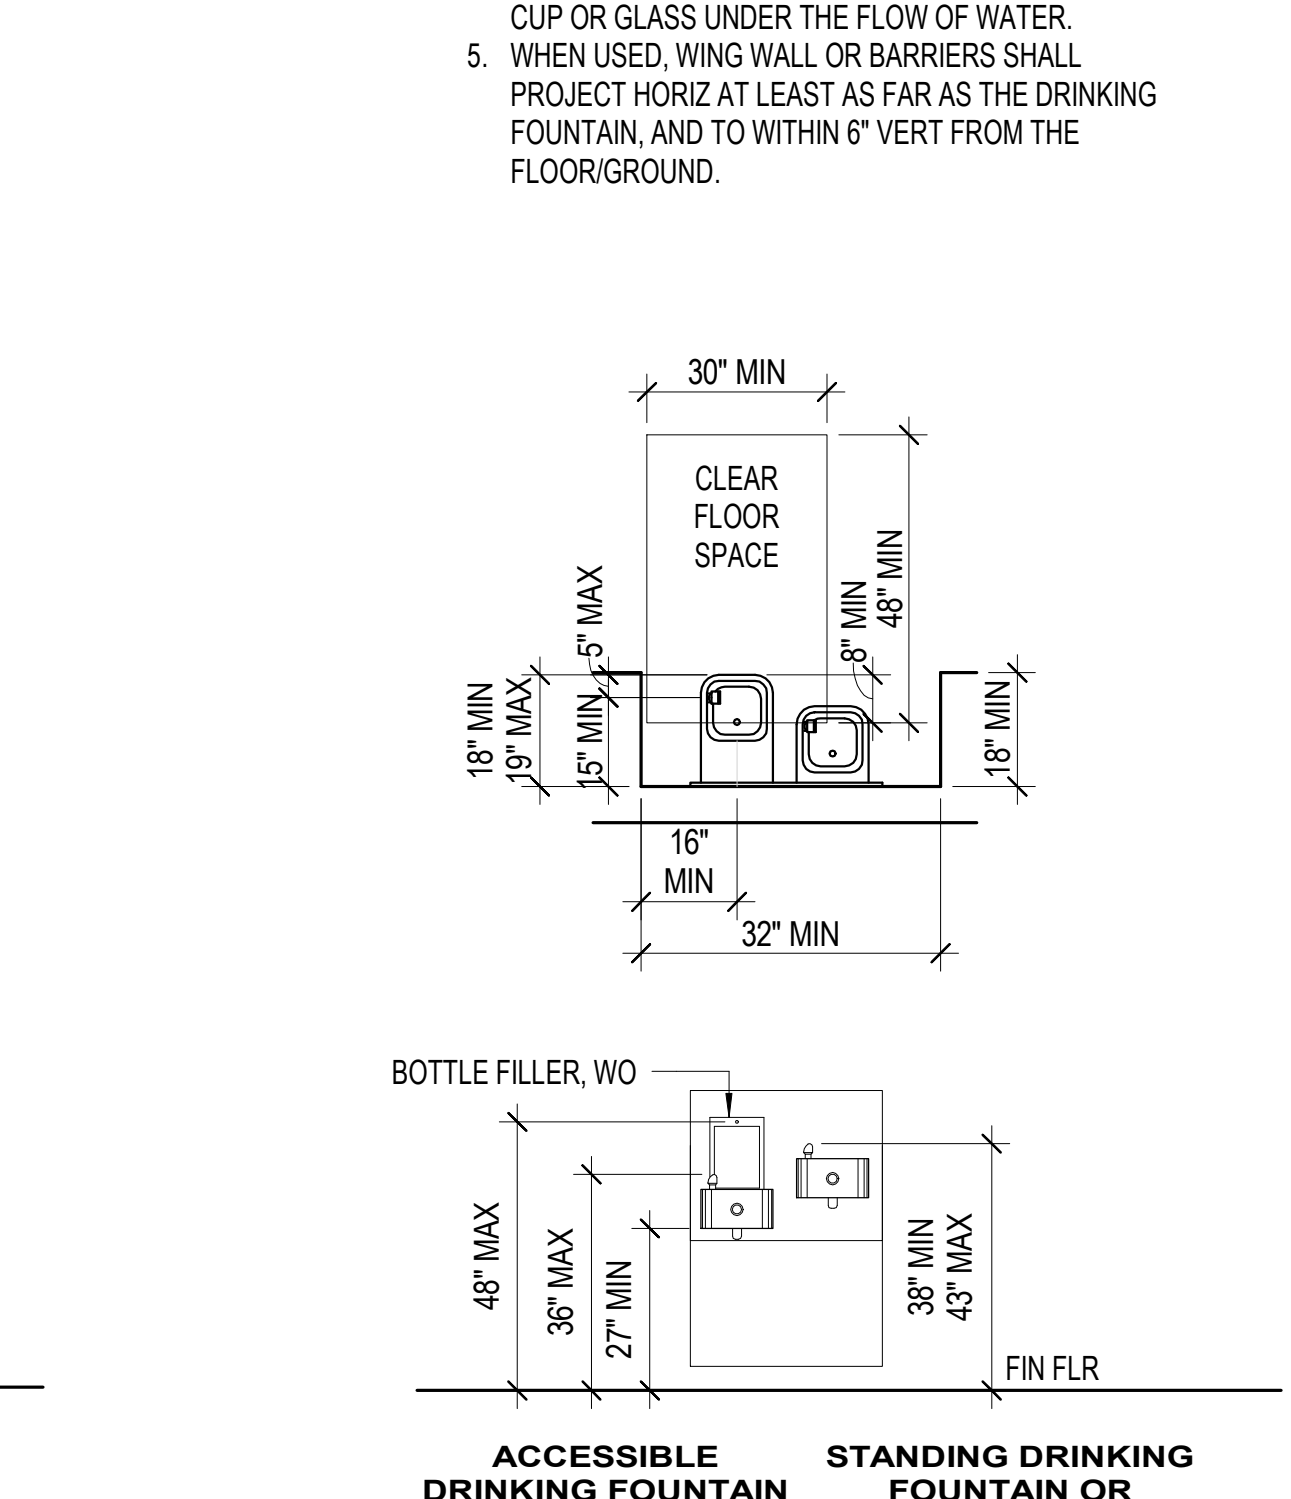 CUP OR GLASS UNDER THE FLOW OF WATER.
5. WHEN USED, WING WALL OR BARRIERS SHALL
PROJECT HORIZ AT LEAST AS FAR AS THE DRINKING
FOUNTAIN, AND TO WITHIN 6" VERT FROM THE
FLOOR/GROUND.
30" MIN
CLEAR
FLOOR
SPACE
48" MIN
8" MIN
5" MAX
18" MIN
19" MAX
15" MIN
18" MIN
16"
MIN
32" MIN
BOTTLE FILLER, WO
48" MAX
36" MAX
27" MIN
38" MIN
43" MAX
FIN FLR
ACCESSIBLE
DRINKING FOUNTAIN
STANDING DRINKING
FOUNTAIN OR